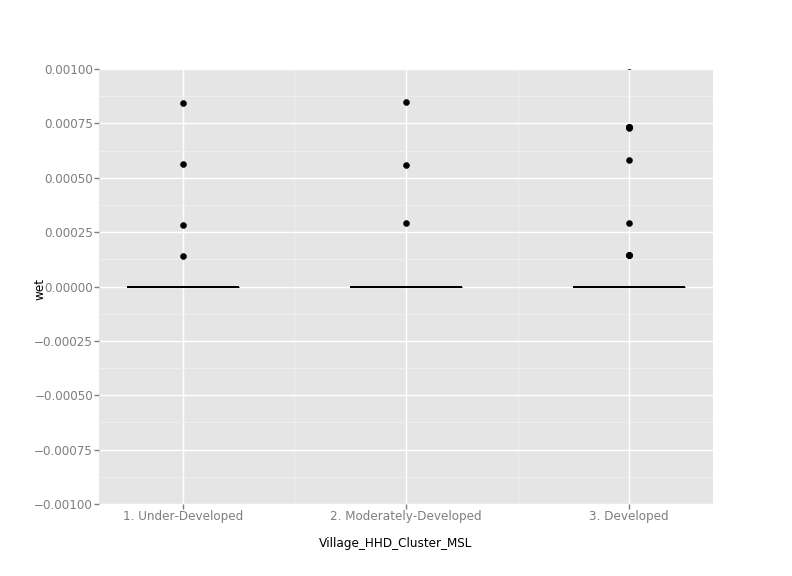 0.00100
0.00075
0.00050
0.00025
0.00000
−0.00025
−0.00050
−0.00075
−0.00100
wet
1. Under-Developed
2. Moderately-Developed
3. Developed
Village_HHD_Cluster_MSL